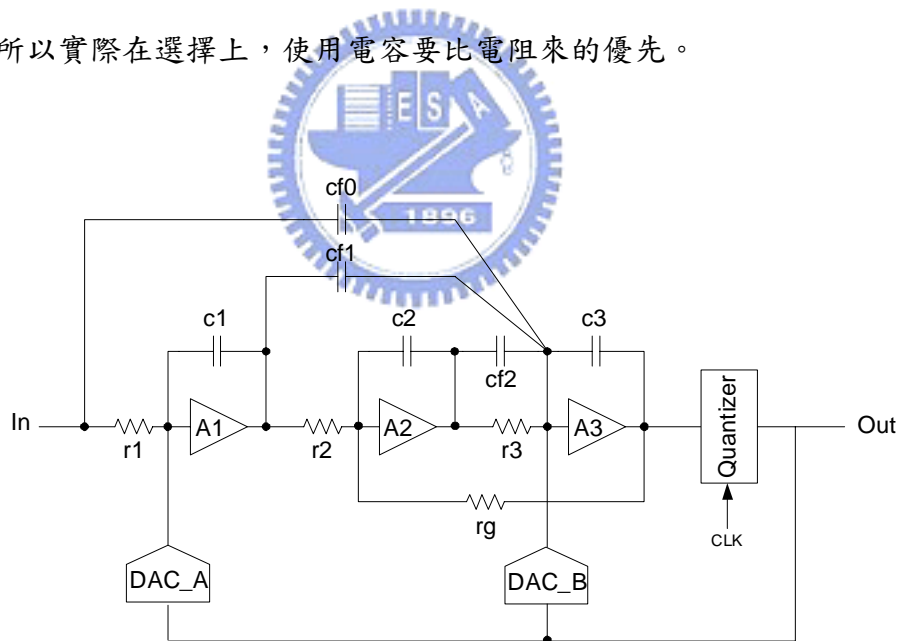 所以實際在選擇上，使用電容要比電阻來的優先。
E S A
1896
cf0
cf1
c1
c2
c3
cf2
In
r1
A1
r2
A2
r3
A3
Quantizer
Out
rg
CLK
DAC_A
DAC_B